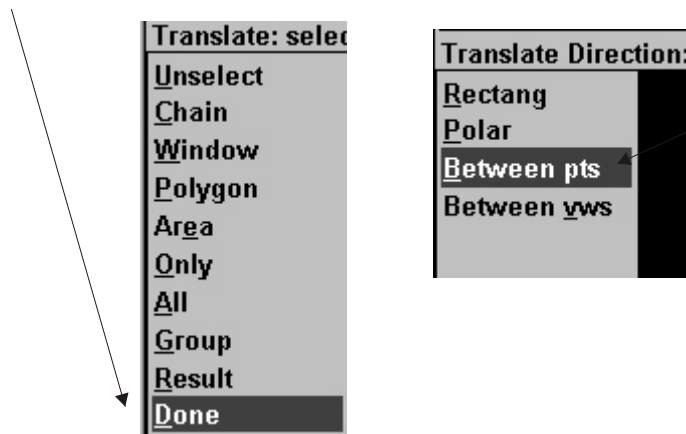 Translate: selec
Unselect
Chain
Window
Polygon
Area
Only
All
Group
Result
Done
Translate Direction:
Rectang
Polar
Between pts
Between vws